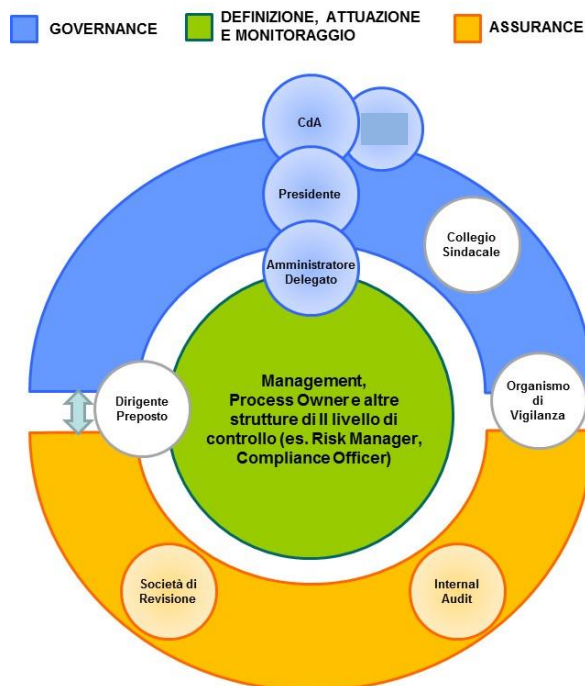 GOVERNANCE
DEFINIZIONE, ATTUAZIONE
E MONITORAGGIO
ASSURANCE
CdA
Presidente
Collegio
Sindacale
Amministratore
Delegato
Management,
Process Owner e altre
strutture di II livello di
controllo (es. Risk Manager,
Compliance Officer)
Dirigente
Preposto
Organismo
di
Vigilanza
Società di
Revisione
Internal
Audit